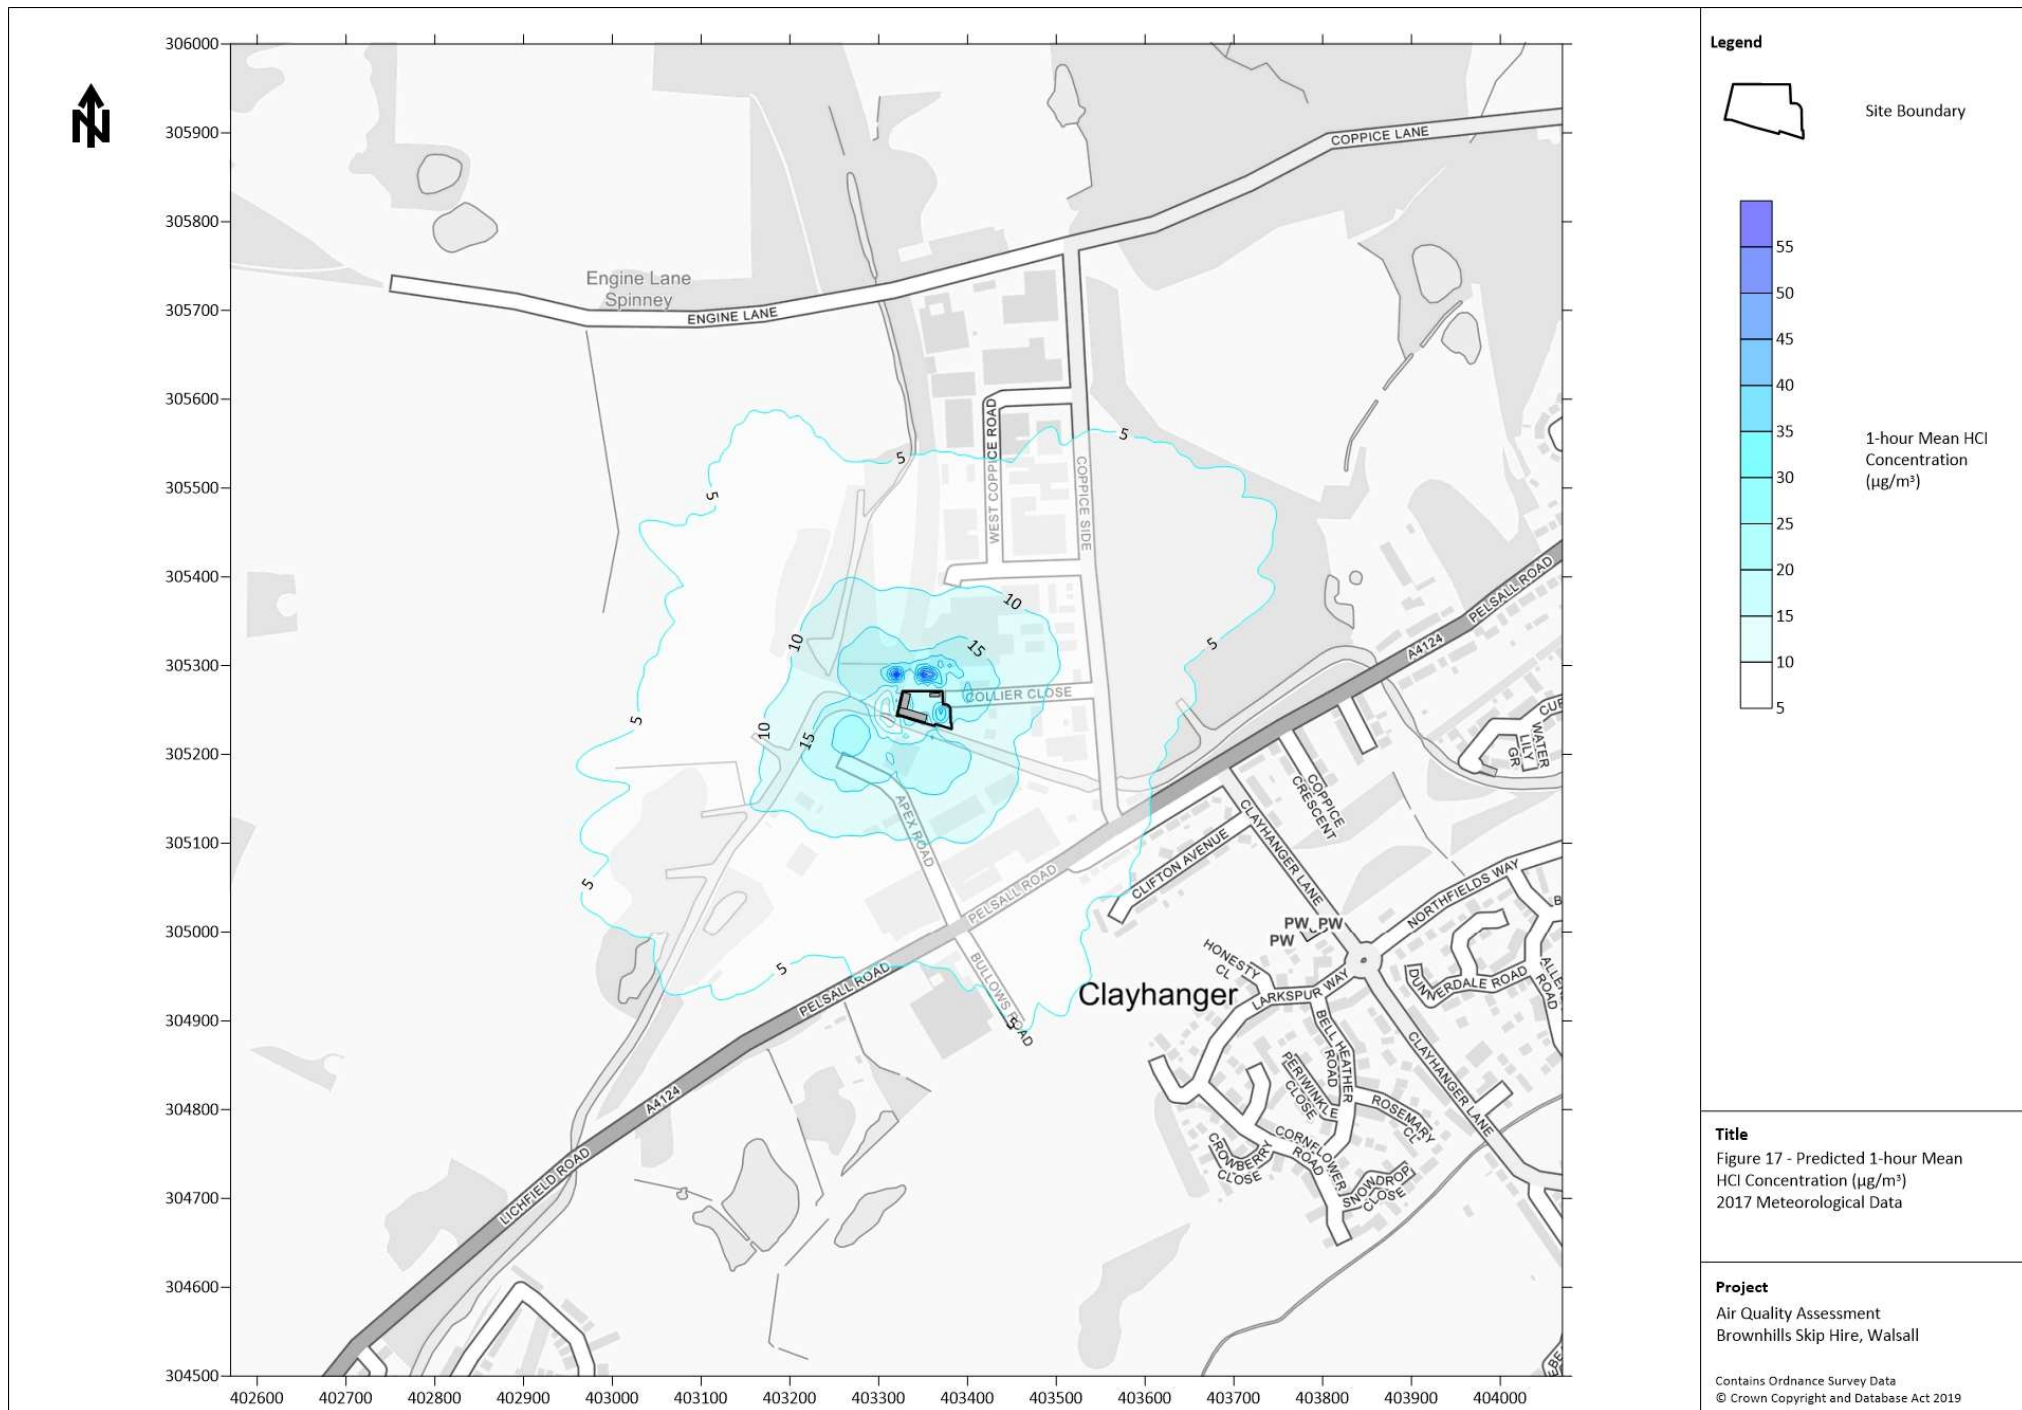 306000
305900
305800
305700
305600
305500
305400
305300
305200
305100
305000
304900
304800
304700
304600
304500
402600
402700
402800
402900
403000
403100
403200
403300
403400
403500
403600
403700
403800
403900
404000
N
COPPICE LANE
Engine Lane
Spinney
ENGINE LANE
WEST COPPICE ROAD
COPPICE SIDE
5
5
5
5
5
5
5
5
10
10
10
15
15
COLLIER CLOSE
APEX ROAD
PELSALL ROAD
A4124
PELSALL ROAD
BULLOWS ROAD
PELSALL ROAD
A4124
LICHFIELD ROAD
WATER
LILY
GR
COPPICE
CRESCENT
CLAYHANGER LANE
CLIFTON AVENUE
NORTHFIELDS WAY
PW
PW
PW
HONESTY
CL
LARKSPUR WAY
DUNNERDALE ROAD
ROAD
Clayhanger
BELL HEATHER
ROAD
PERIWINKLE
CLOSE
CLAYHANGER LANE
ROSEMARY
CL
CORNFLOWER
ROAD
CROWBERRY
CLOSE
SNOWDROP
CLOSE
Legend
Site Boundary
55
50
45
40
35
30
25
20
15
10
5
1-hour Mean HCl
Concentration
(µg/m³)
Title
Figure 17 - Predicted 1-hour Mean
HCl Concentration (µg/m³)
2017 Meteorological Data
Project
Air Quality Assessment
Brownhills Skip Hire, Walsall
Contains Ordnance Survey Data
© Crown Copyright and Database Act 2019